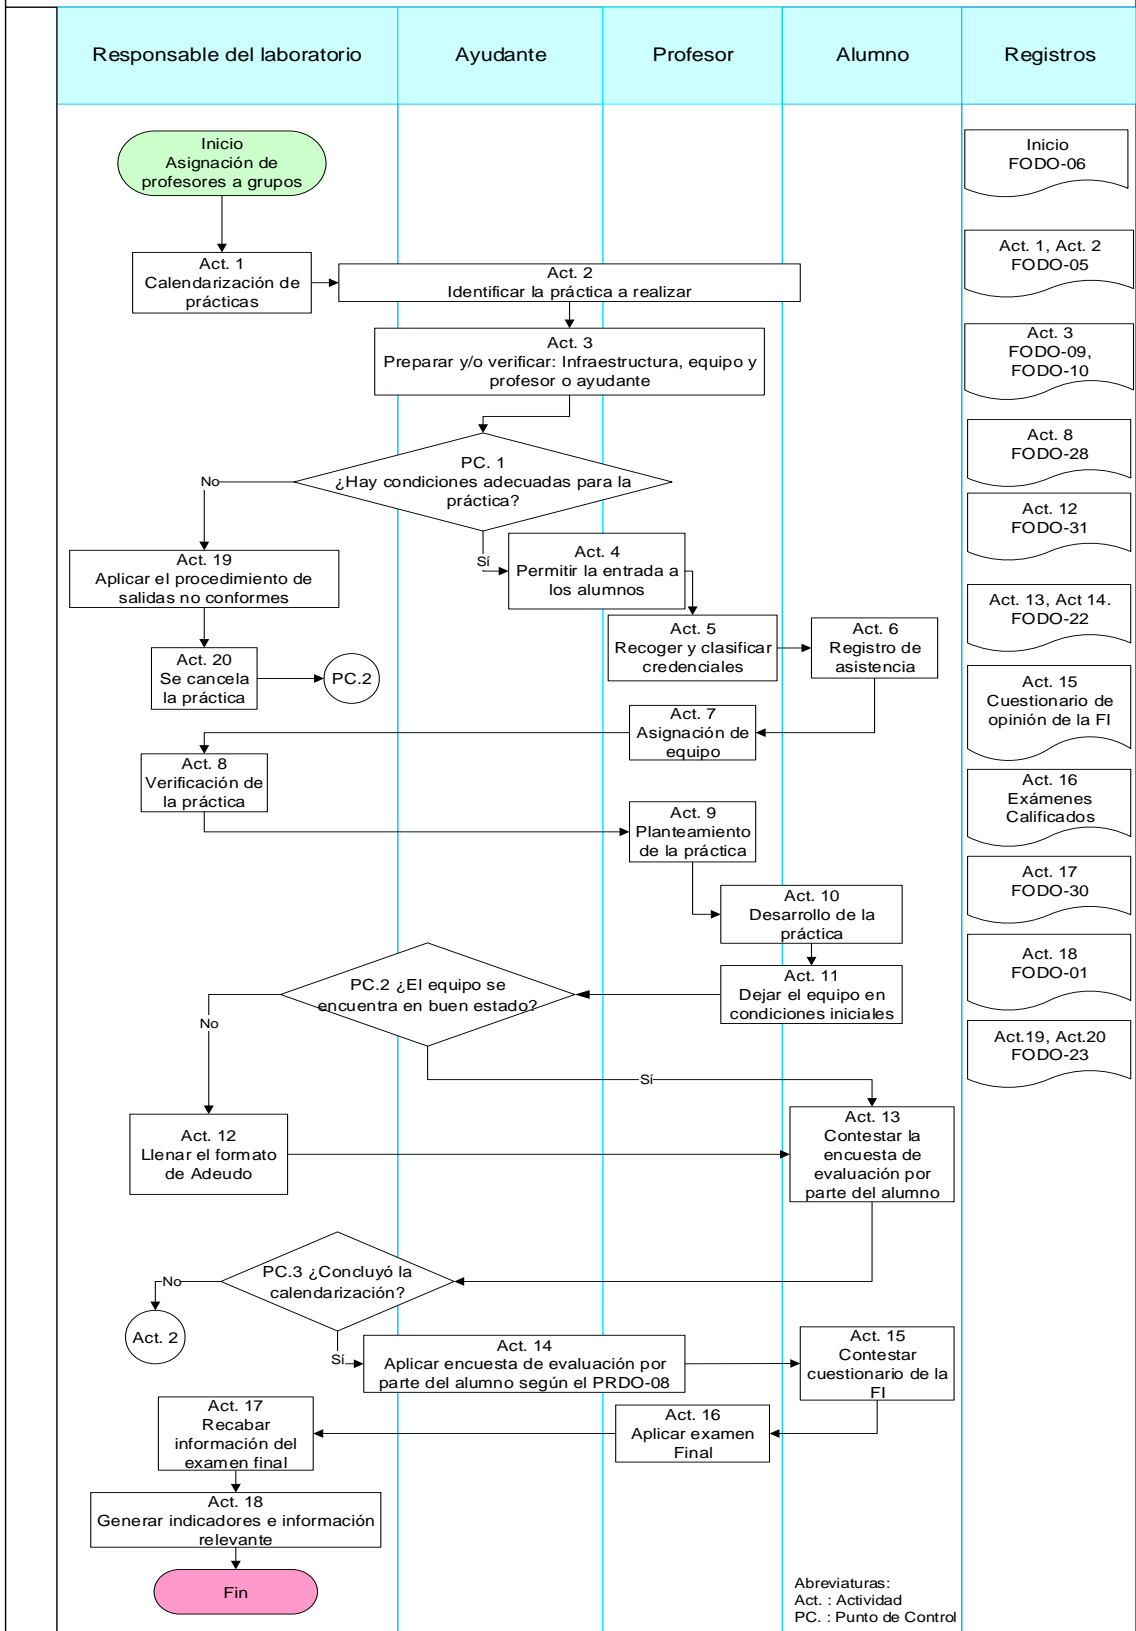 Responsable del laboratorio
Ayudante
Profesor
Alumno
Registros
Inicio
Asignación de
profesores a grupos
Inicio
FODO-06
Act. 1
Calendarización de
prácticas
Act. 2
Identificar la práctica a realizar
Act. 1, Act. 2
FODO-05
Act. 3
Preparar y/o verificar: Infraestructura, equipo y
profesor o ayudante
Act. 3
FODO-09,
FODO-10
PC. 1
¿Hay condiciones adecuadas para la
práctica?
No
Sí
Act. 8
FODO-28
Act. 12
FODO-31
Act. 19
Aplicar el procedimiento de
salidas no conformes
Act. 4
Permitir la entrada a
los alumnos
Act. 13, Act 14.
FODO-22
Act. 20
Se cancela
la práctica
PC.2
Act. 5
Recoger y clasificar
credenciales
Act. 6
Registro de
asistencia
Act. 15
Cuestionario de
opinión de la FI
Act. 7
Asignación de
equipo
Act. 8
Verificación de
la práctica
Act. 16
Exámenes
Calificados
Act. 9
Planteamiento
de la práctica
Act. 17
FODO-30
Act. 10
Desarrollo de la
práctica
Act. 18
FODO-01
PC.2 ¿El equipo se
encuentra en buen estado?
Act. 11
Dejar el equipo en
condiciones iniciales
No
Sí
Act.19, Act.20
FODO-23
Act. 12
Llenar el formato
de Adeudo
Act. 13
Contestar la
encuesta de
evaluación por
parte del alumno
PC.3 ¿Concluyó la
calendarización?
No
Sí
Act. 2
Act. 14
Aplicar encuesta de evaluación por
parte del alumno según el PRDO-08
Act. 15
Contestar
cuestionario de la
FI
Act. 17
Recabar
información del
examen final
Act. 16
Aplicar examen
Final
Act. 18
Generar indicadores e información
relevante
Fin
Abreviaturas:
Act. : Actividad
PC. : Punto de Control